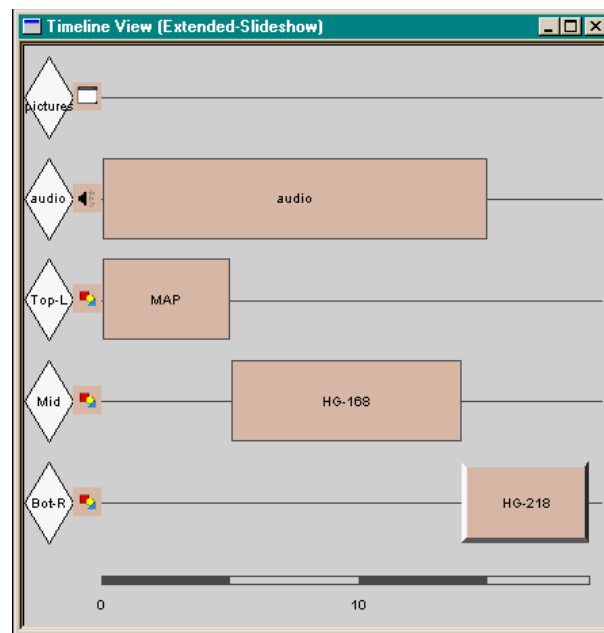 Timeline View (Extended-Slideshow)
pictures
audio
audio
Top-L
MAP
Mid
HG-168
Bot-R
HG-218
0 10